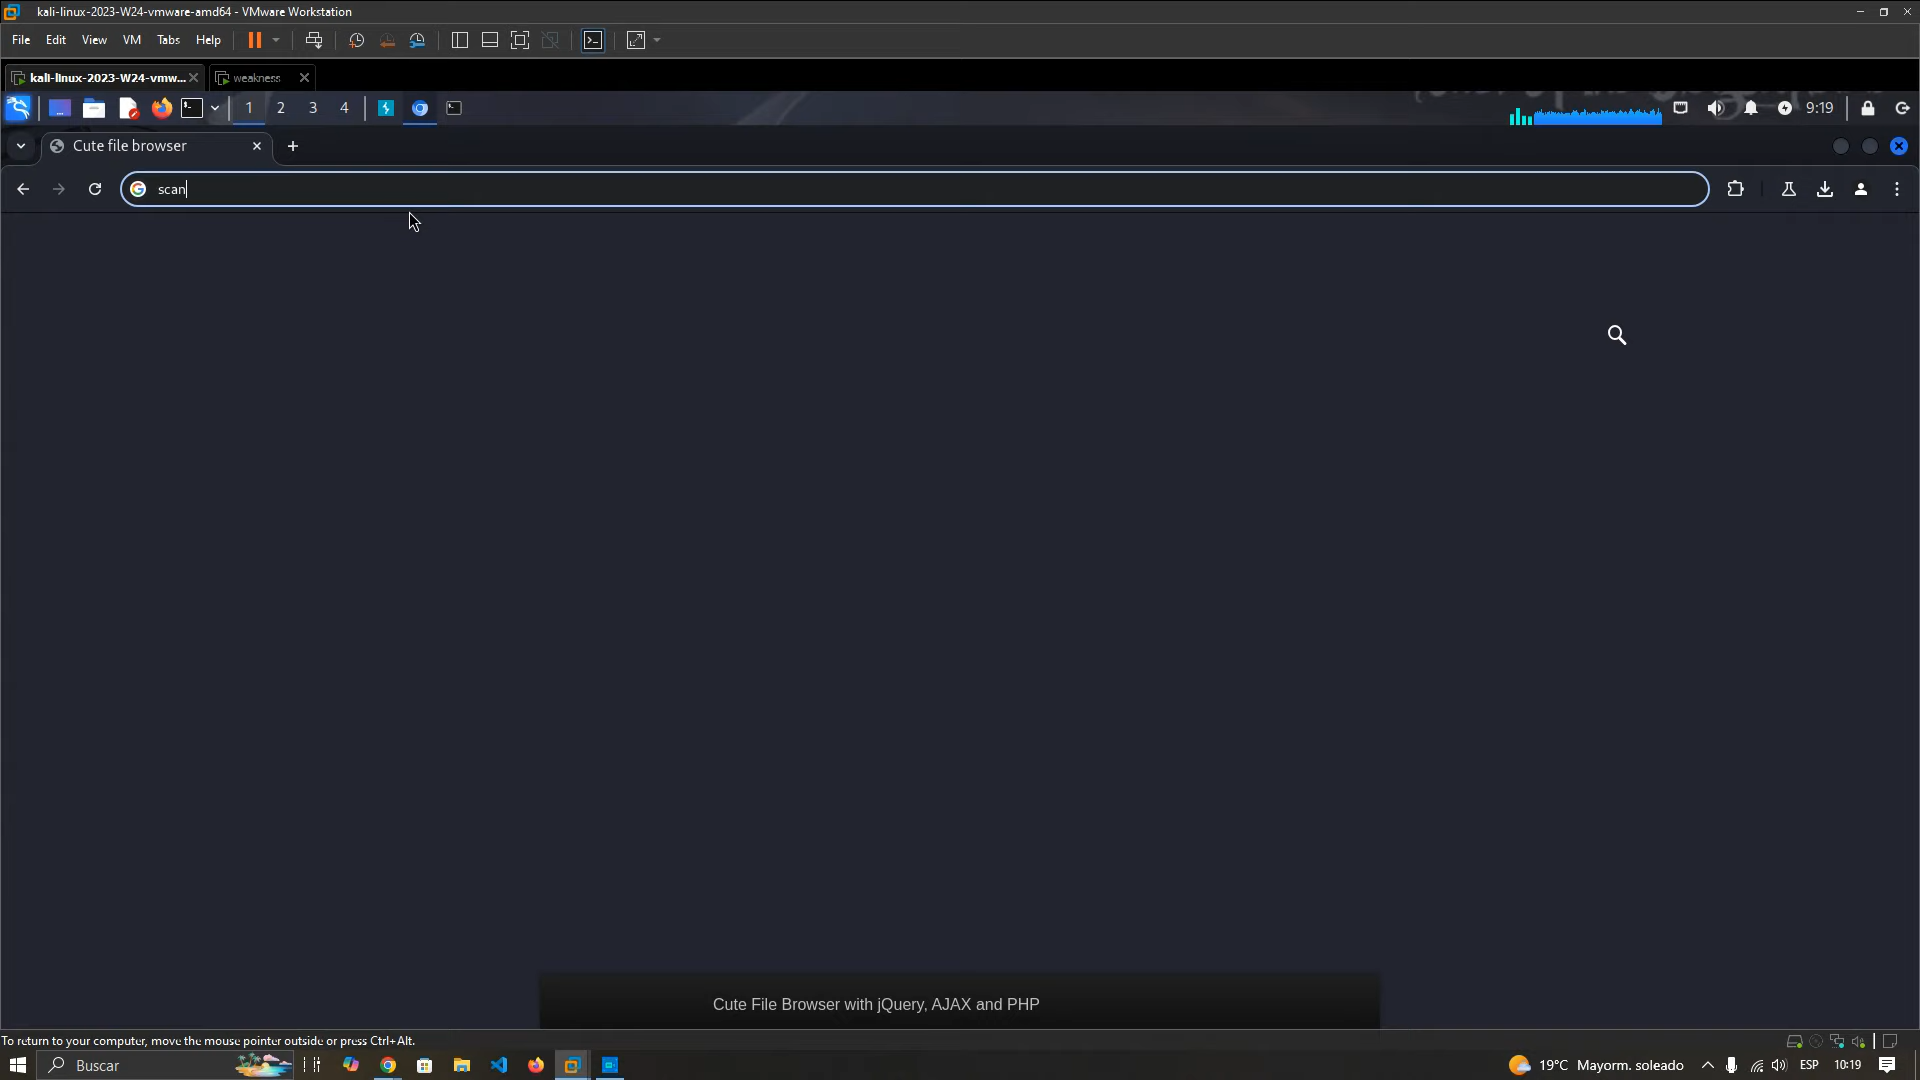 kali-linux-2023-W24-vmware-amd64 - VMware Workstation
File Edit View VM Tabs Help
kali-linux-2023-W24-vmw... weakness
1 2 3 4 9:19
Cute file browser
scan
Cute File Browser with jQuery, AJAX and PHP
To return to your computer, move the mouse pointer outside or press Ctrl+Alt.
Buscar 19°C Mayorm. soleado ESP 10:19